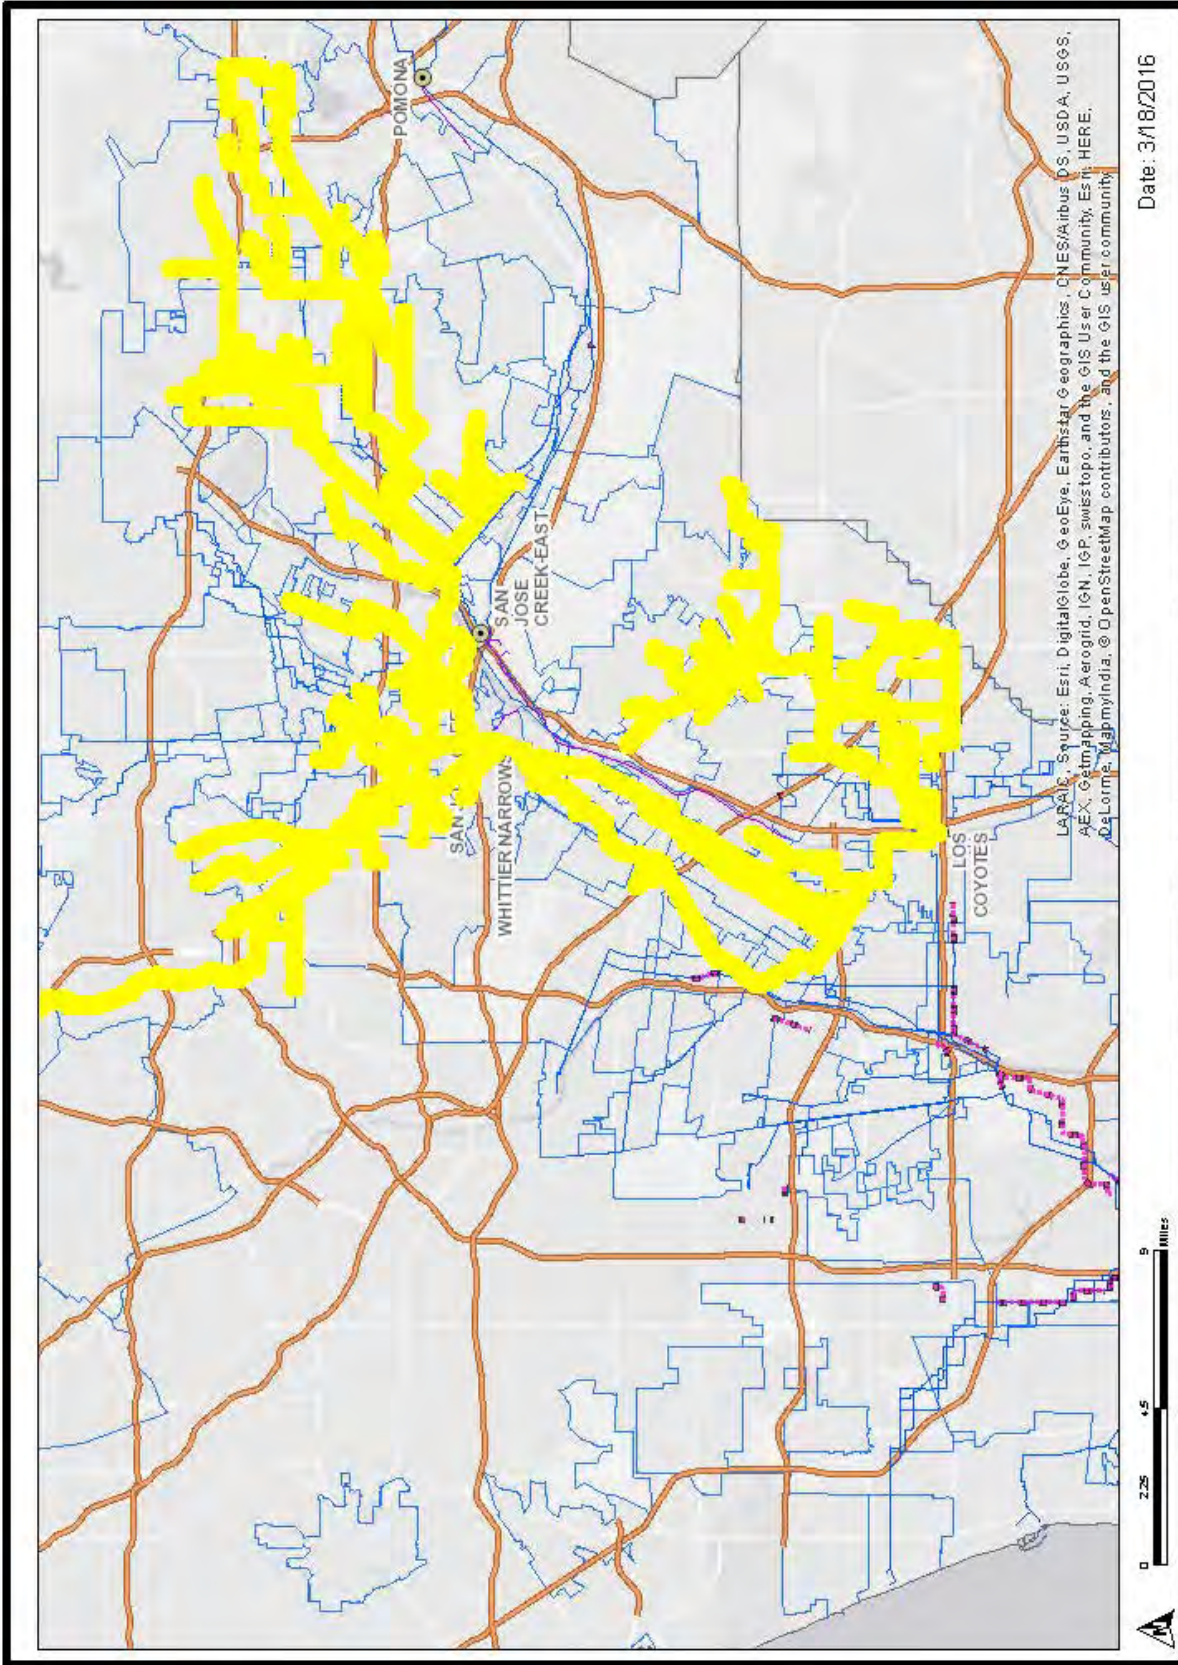 POMONA
SAN
JOSE
CREEK-EAST
SAN J
WHITTIER NARROWS
LOS
COYOTES
LARAIC, Source: Esri, DigitalGlobe, GeoEye, Earthstar Geographics, CNES/Airbus DS, USDA, USGS,
AEX, Getmapping, Aerogrid, IGN, IGP, swisstopo, and the GIS User Community, Esri, HERE,
DeLorme, MapmyIndia, © OpenStreetMap contributors, and the GIS user community
Date: 3/18/2016
0 2.25 4.5 9
Miles
N